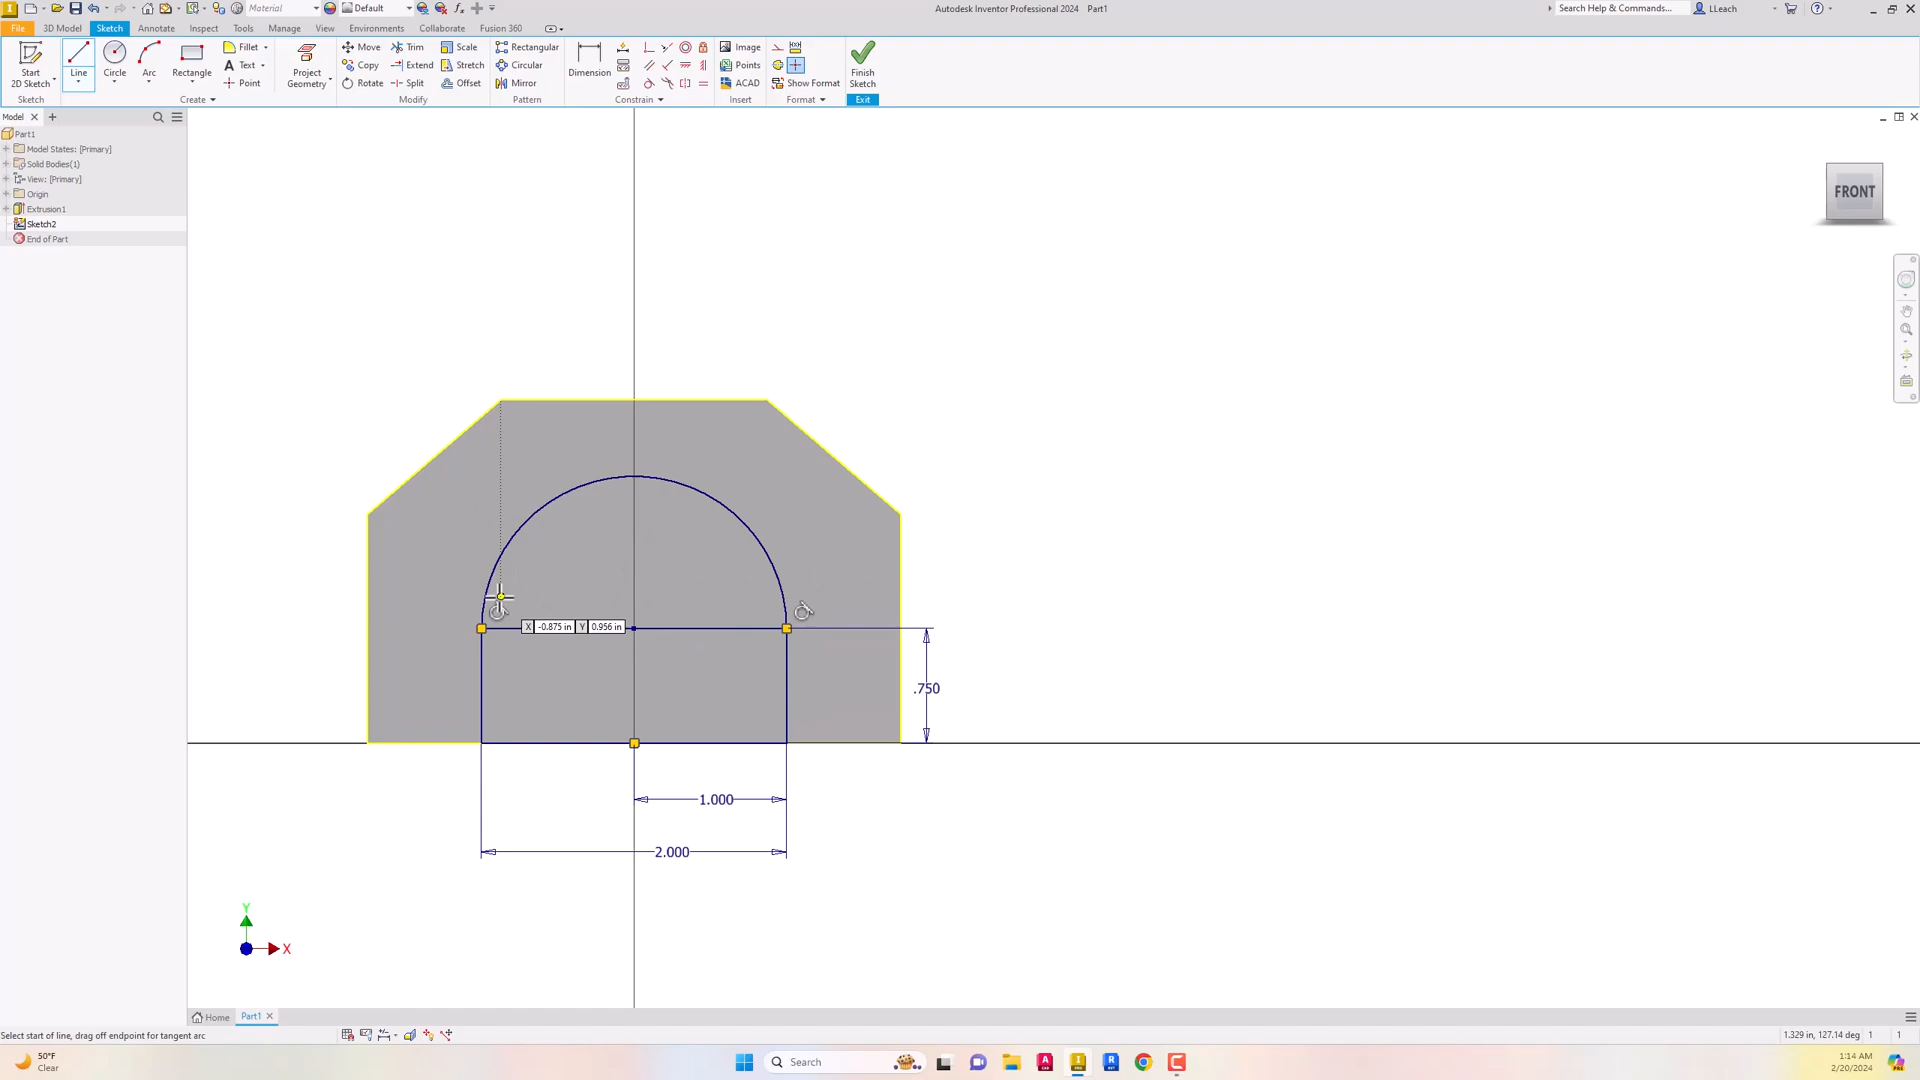 Material Default Autodesk Inventor Professional 2024 Part1 Search Help & Commands... LLeach
File 3D Model Sketch Annotate Inspect Tools Manage View Environments Collaborate Fusion 360
Start 2D Sketch Line Circle Arc Rectangle Fillet Text Point Project Geometry Move Copy Rotate Trim Extend Split Scale Stretch Offset Rectangular Circular Mirror Dimension Image Points ACAD Show Format Finish Sketch
Sketch Create Modify Pattern Constrain Insert Format Exit
Model
Part1
Model States: [Primary]
Solid Bodies(1)
View: [Primary]
Origin
Extrusion1
Sketch2
End of Part
FRONT
X -0.875 in Y 0.956 in
.750
1.000
2.000
Y
X
Home Part1
Select start of line, drag off endpoint for tangent arc
1.329 in, 127.14 deg 1 1
50°F
Clear
Search
1:14 AM
2/20/2024